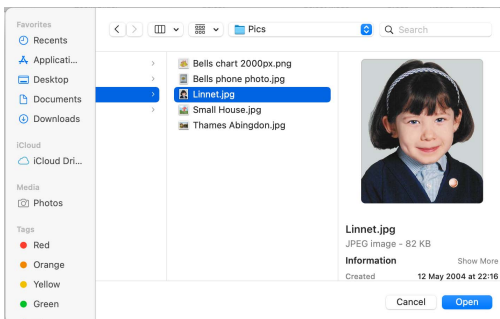 Favorites
Recents
Applicati...
Desktop
Documents
Downloads
iCloud
iCloud Dri...
Media
Photos
Tags
Red
Orange
Yellow
Green
Pics
Search
Bells chart 2000px.png
Bells phone photo.jpg
Linnet.jpg
Small House.jpg
Thames Abingdon.jpg
Linnet.jpg
JPEG image - 82 KB
Information Show More
Created 12 May 2004 at 22:16
Cancel Open